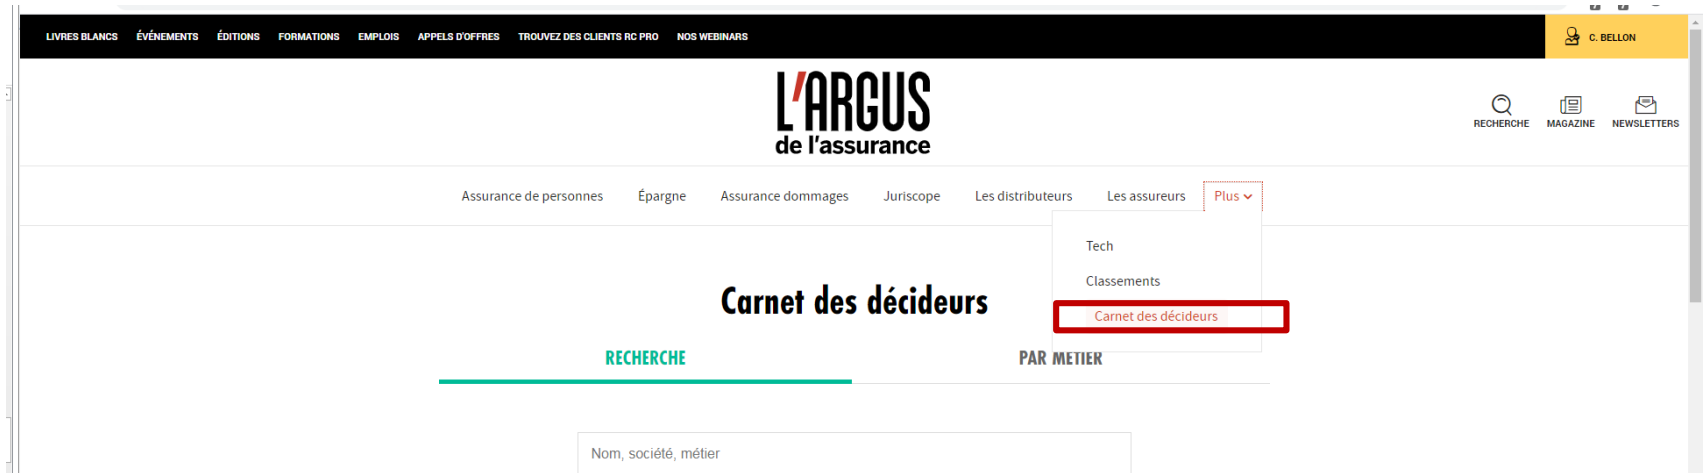 LIVRES BLANCS ÉVÉNEMENTS ÉDITIONS FORMATIONS EMPLOIS APPELS D'OFFRES TROUVEZ DES CLIENTS RC PRO NOS WEBINARS C. BELLON
L'ARGUS
de l'assurance
RECHERCHE MAGAZINE NEWSLETTERS
Assurance de personnes Épargne Assurance dommages Juriscope Les distributeurs Les assureurs Plus
Tech
Classements
Carnet des décideurs
Carnet des décideurs
RECHERCHE PAR METIER
Nom, société, métier